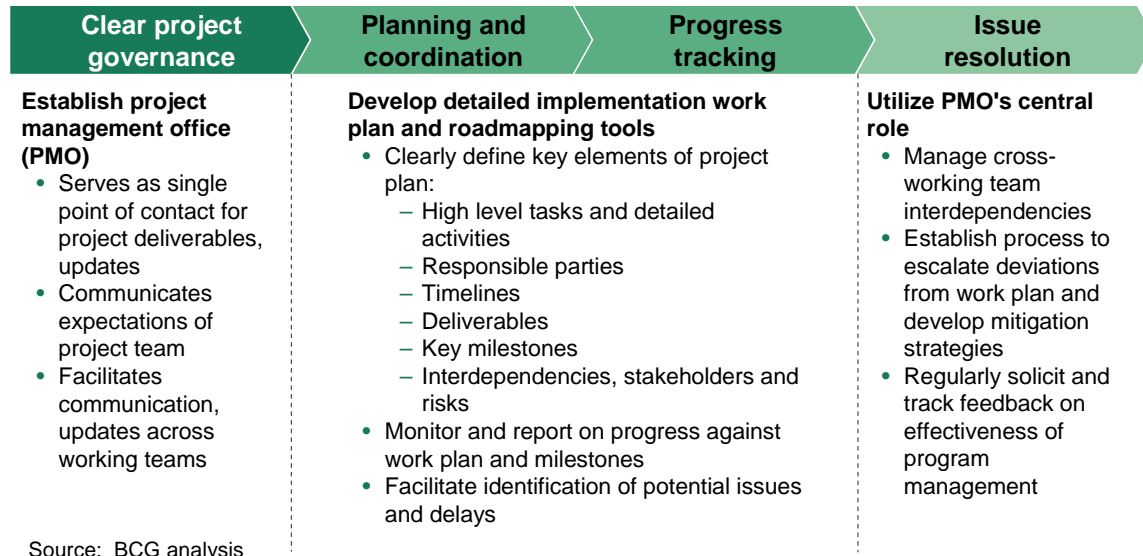 Clear project
governance
Planning and
coordination
Progress
tracking
Issue
resolution
Establish project
management office
(PMO)
• Serves as single
point of contact for
project deliverables,
updates
• Communicates
expectations of
project team
• Facilitates
communication,
updates across
working teams
Develop detailed implementation work
plan and roadmapping tools
• Clearly define key elements of project
plan:
– High level tasks and detailed
activities
– Responsible parties
– Timelines
– Deliverables
– Key milestones
– Interdependencies, stakeholders and
risks
• Monitor and report on progress against
work plan and milestones
• Facilitate identification of potential issues
and delays
Utilize PMO's central
role
• Manage cross-
working team
interdependencies
• Establish process to
escalate deviations
from work plan and
develop mitigation
strategies
• Regularly solicit and
track feedback on
effectiveness of
program
management
Source: BCG analysis